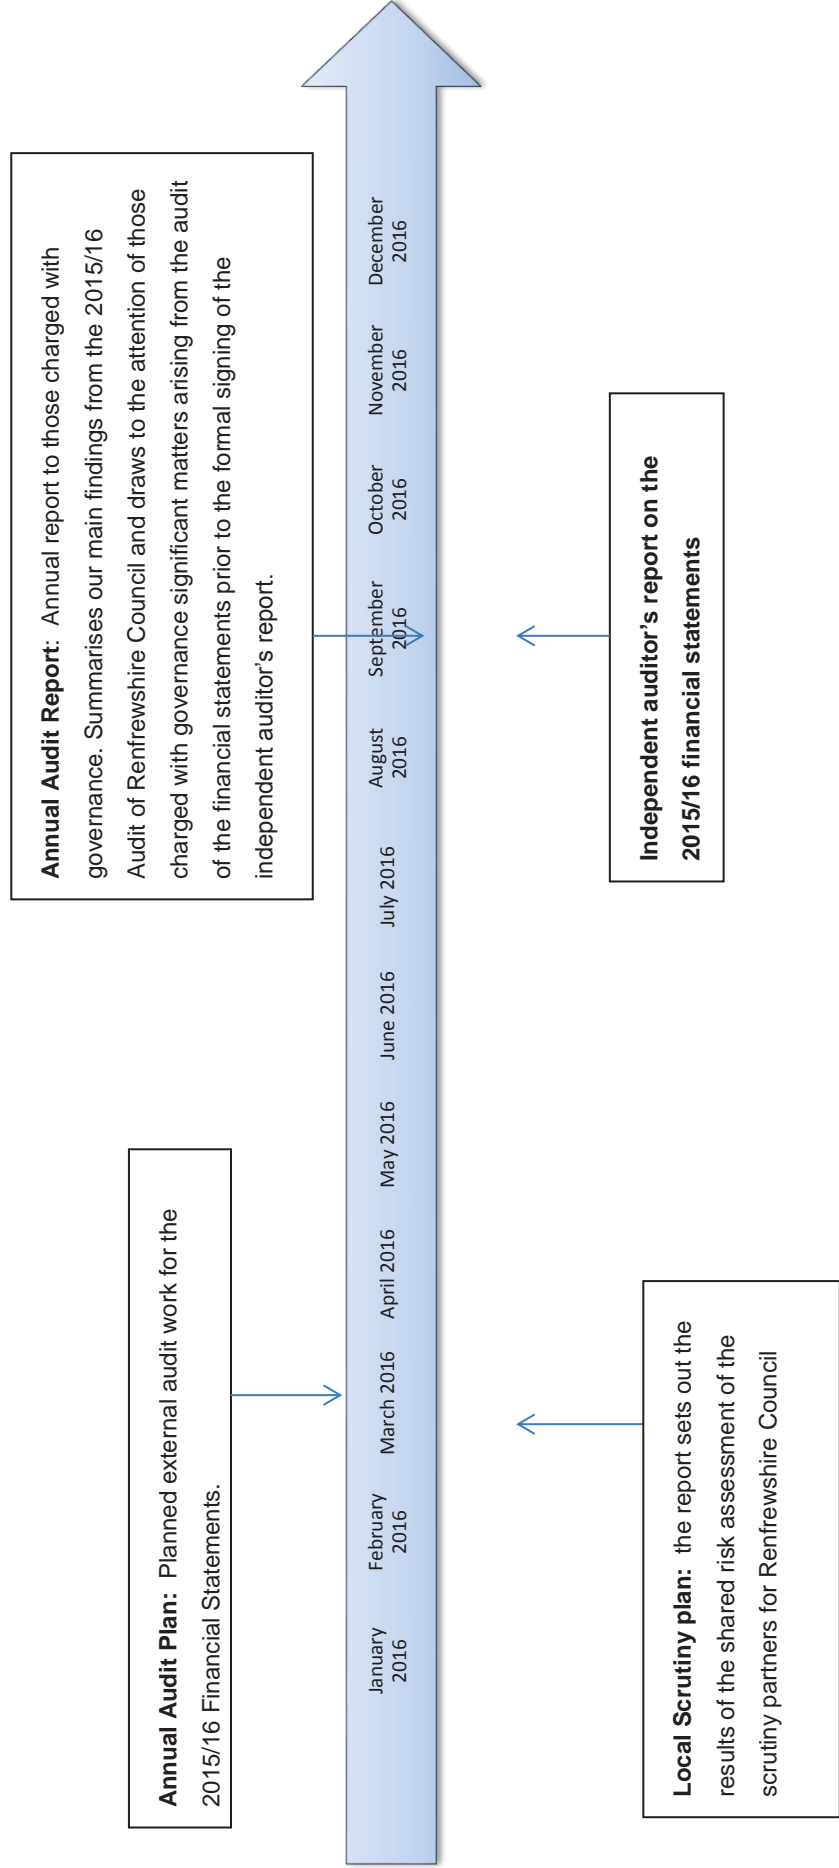 Annual Audit Plan: Planned external audit work for the
2015/16 Financial Statements.
Annual Audit Report: Annual report to those charged with
governance. Summarises our main findings from the 2015/16
Audit of Renfrewshire Council and draws to the attention of those
charged with governance significant matters arising from the audit
of the financial statements prior to the formal signing of the
independent auditor’s report.
January
2016
February
2016
March 2016
April 2016
May 2016
June 2016
July 2016
August
2016
September
2016
October
2016
November
2016
December
2016
Local Scrutiny plan: the report sets out the
results of the shared risk assessment of the
scrutiny partners for Renfrewshire Council
Independent auditor’s report on the
2015/16 financial statements